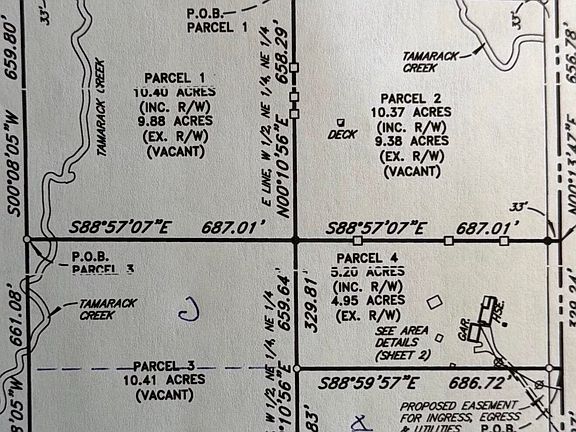 P.O.B.
PARCEL 1
33'
33'
659.80'
S00°08'05"W
TAMARACK CREEK
PARCEL 1
10.40 ACRES
(INC. R/W)
9.88 ACRES
(EX. R/W)
(VACANT)
E LINE, W 1/2, NE 1/4, NE 1/4
N00°10'56"E 658.29'
TAMARACK
CREEK
PARCEL 2
10.37 ACRES
(INC. R/W)
9.38 ACRES
(EX. R/W)
(VACANT)
DECK
656.78'
N00°13'47"E
33'
S88°57'07"E 687.01'
S88°57'07"E 687.01'
P.O.B.
PARCEL 3
TAMARACK
CREEK
661.08'
08'05"W
PARCEL 3
10.41 ACRES
(VACANT)
W 1/2, NE 1/4, NE 1/4
°10'56"E 659.64'
329.81'
PARCEL 4
5.20 ACRES
(INC. R/W)
4.95 ACRES
(EX. R/W)
SEE AREA
DETAILS
(SHEET 2)
GAR.
HSE.
S88°59'57"E 686.72'
PROPOSED EASEMENT
FOR INGRESS, EGRESS
& UTILITIES P.O.B.
83'